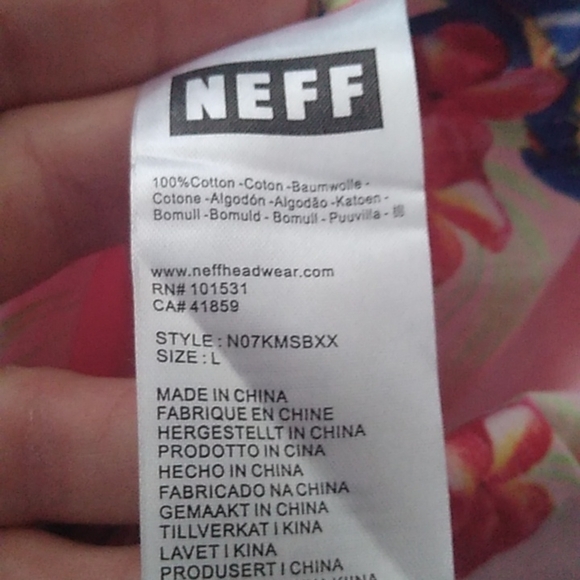 NEFF
100%Cotton -Coton -Baumwolle -
Cotone -Algodón -Algodão -Katoen -
Bomull -Bomuld - Bomull - Puuvilla -
www.neffheadwear.com
RN# 101531
CA# 41859
STYLE : N07KMSBXX
SIZE : L
MADE IN CHINA
FABRIQUE EN CHINE
HERGESTELLT IN CHINA
PRODOTTO IN CINA
HECHO IN CHINA
FABRICADO NA CHINA
GEMAAKT IN CHINA
TILLVERKAT I KINA
LAVET I KINA
PRODUSERT I CHINA